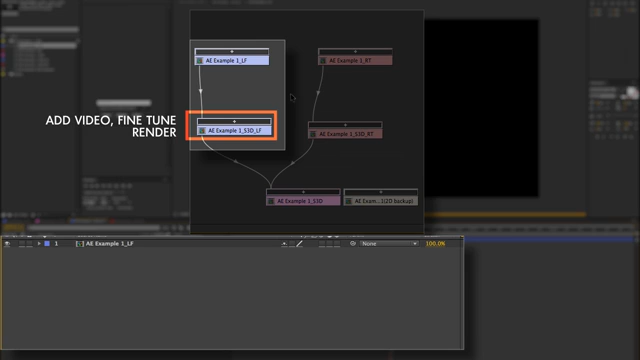 AE Example 1_LF
AE Example 1_RT
ADD VIDEO, FINE TUNE
RENDER
AE Example 1_S3D_LF
AE Example 1_S3D_RT
AE Example 1_S3D
AE Exam...1(2D backup)
1 AE Example 1_LF
None
100.0%